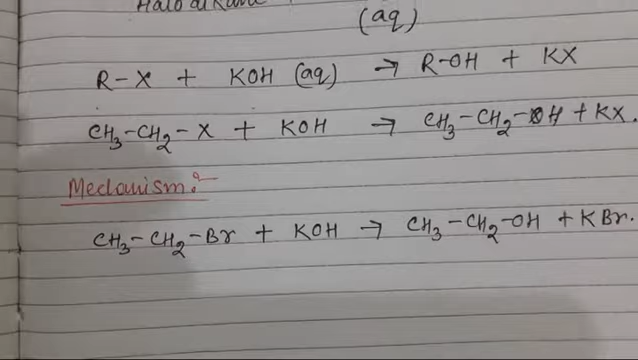 (aq)
R-X + KOH (aq) → R-OH + KX
CH₃-CH₂-X + KOH → CH₃-CH₂-OH + KX.
Mechanism:-
CH₃-CH₂-Br + KOH → CH₃-CH₂-OH + KBr.